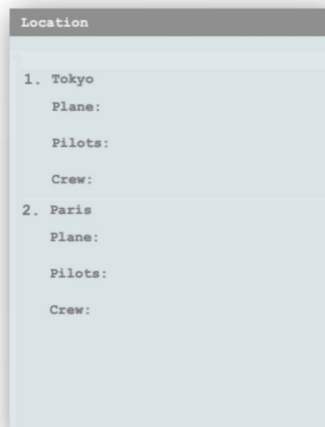 Location
1. Tokyo
Plane:
Pilots:
Crew:
2. Paris
Plane:
Pilots:
Crew: